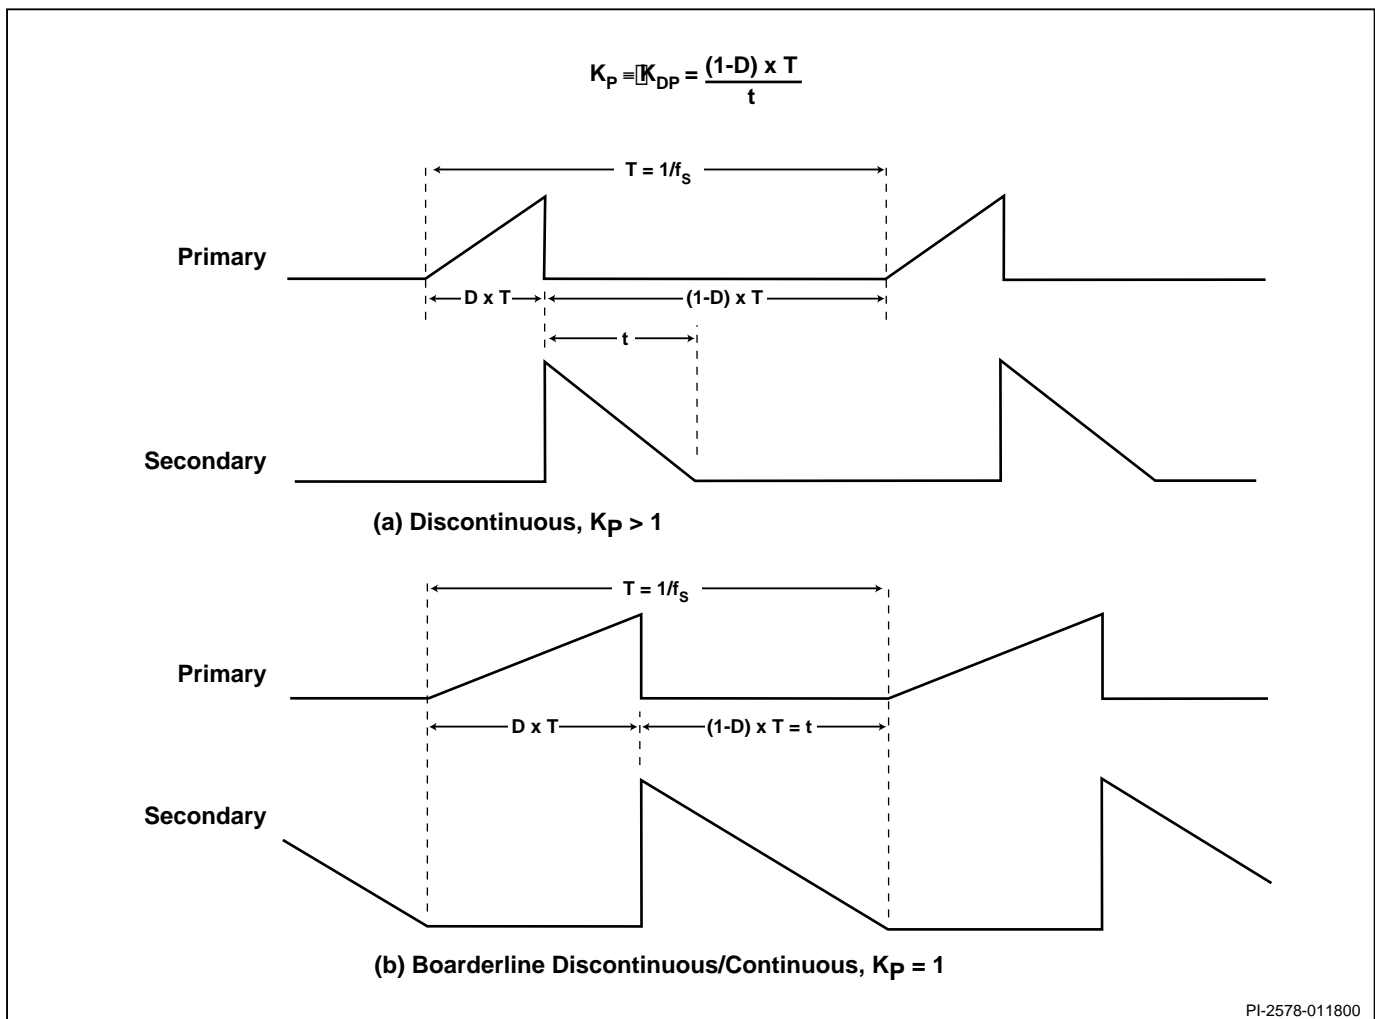 K_P ≡ K_DP = (1-D) x T / t
T = 1/f_S
Primary
D x T
(1-D) x T
t
Secondary
(a) Discontinuous, K_P > 1
T = 1/f_S
Primary
D x T
(1-D) x T = t
Secondary
(b) Boarderline Discontinuous/Continuous, K_P = 1
PI-2578-011800